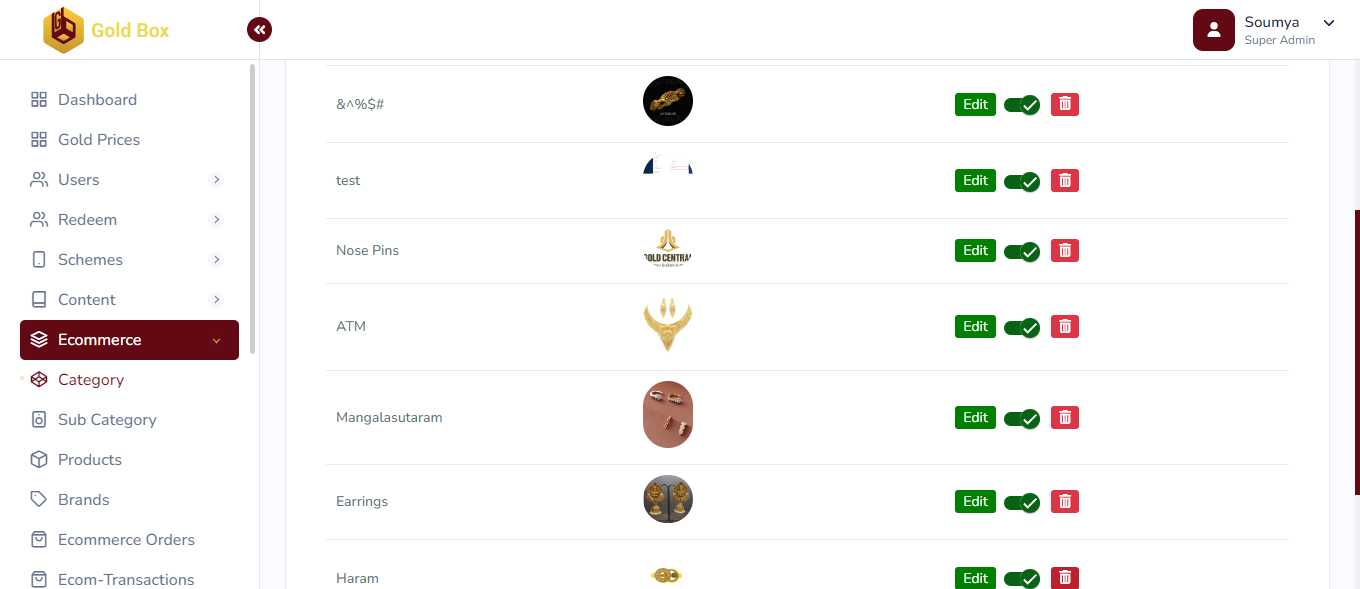 Gold Box
Soumya
Super Admin
Dashboard
Gold Prices
Users
Redeem
Schemes
Content
Ecommerce
Category
Sub Category
Products
Brands
Ecommerce Orders
Ecom-Transactions
&^%$# Edit
test Edit
Nose Pins GOLD CENTRAL Edit
ATM Edit
Mangalasutaram Edit
Earrings Edit
Haram Edit